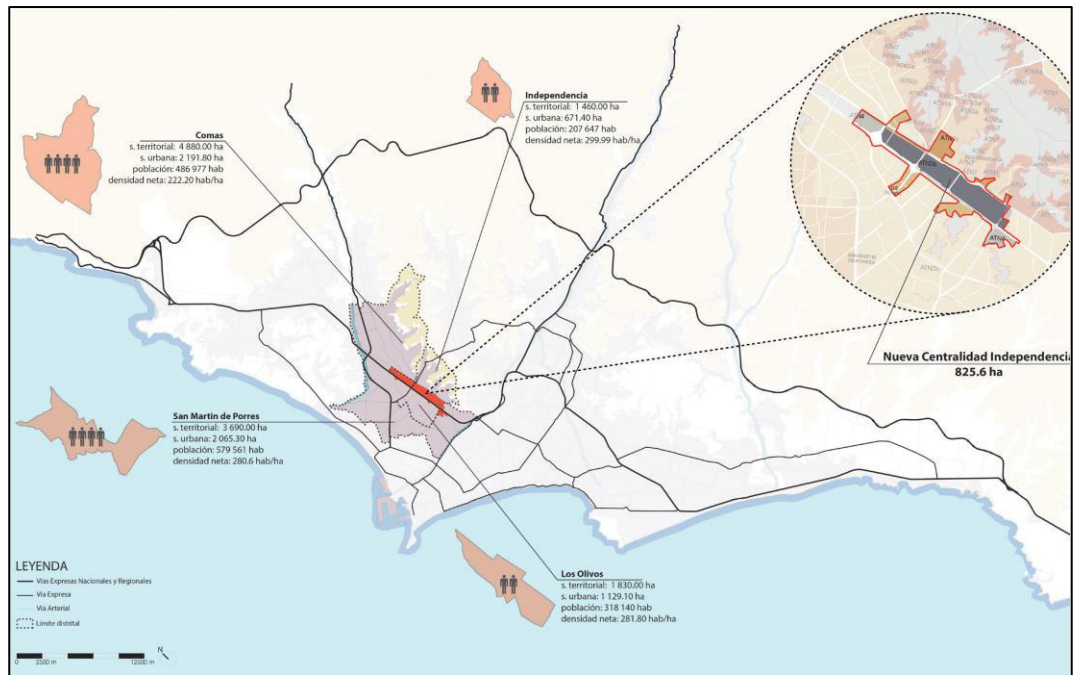 Comas
s. territorial: 4 880.00 ha
s. urbana: 2 191.80 ha
población: 486 977 hab
densidad neta: 222.20 hab/ha
Independencia
s. territorial: 1 460.00 ha
s. urbana: 671.40 ha
población: 207 647 hab
densidad neta: 299.99 hab/ha
Nueva Centralidad Independencia
825.6 ha
San Martin de Porres
s. territorial: 3 690.00 ha
s. urbana: 2 065.30 ha
población: 579 561 hab
densidad neta: 280.6 hab/ha
Los Olivos
s. territorial: 1 830.00 ha
s. urbana: 1 129.10 ha
población: 318 140 hab
densidad neta: 281.80 hab/ha
LEYENDA
Vías Expresas Nacionales y Regionales
Vía Expresa
Vía Arterial
Limite distrital
0 2500 m 12500 m
N